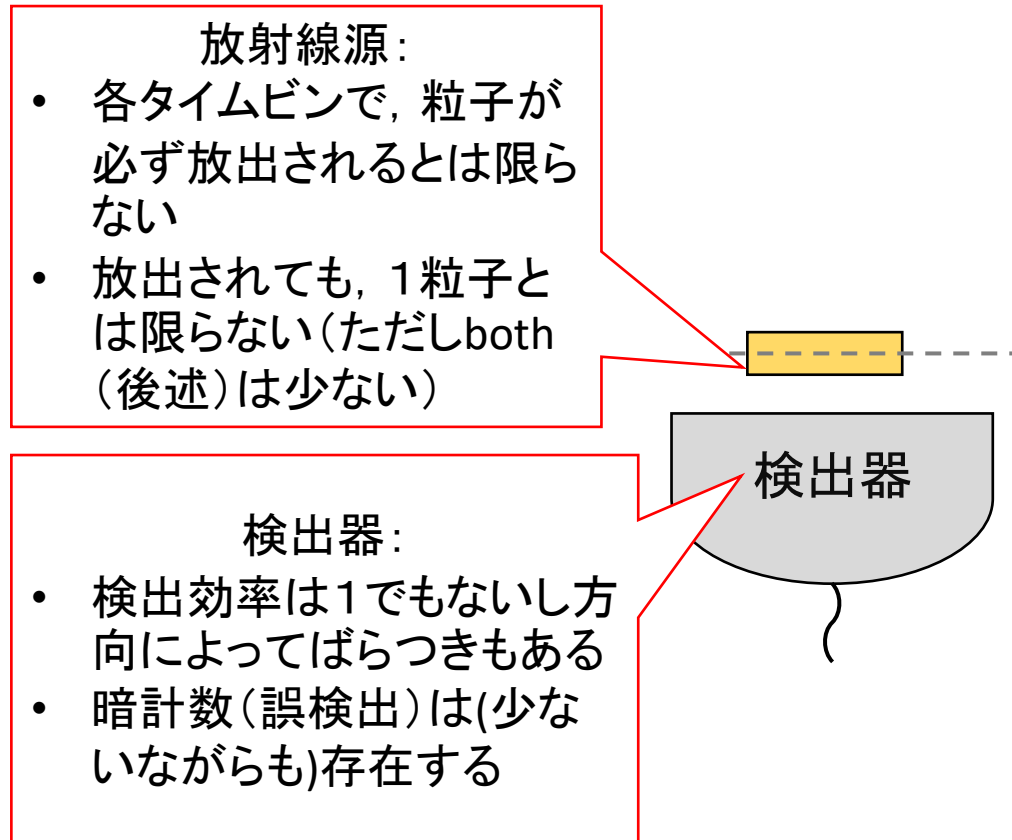 放射線源：
• 各タイムビンで，粒子が
必ず放出されるとは限ら
ない
• 放出されても，１粒子と
は限らない（ただしboth
（後述）は少ない）
検出器
検出器：
• 検出効率は１でもないし方
向によってばらつきもある
• 暗計数（誤検出）は(少な
いながらも)存在する